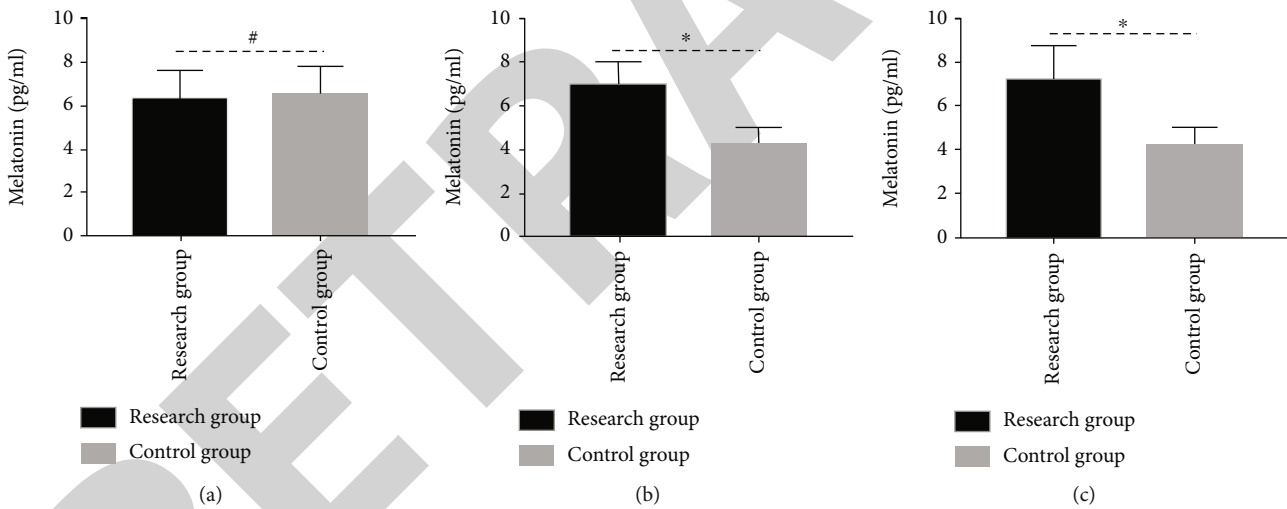 10
8
6
4
2
0
Melatonin (pg/ml)
#
Research group
Control group
Research group
Control group
(a)
10
8
6
4
2
0
Melatonin (pg/ml)
*
Research group
Control group
Research group
Control group
(b)
10
8
6
4
2
0
Melatonin (pg/ml)
*
Research group
Control group
Research group
Control group
(c)